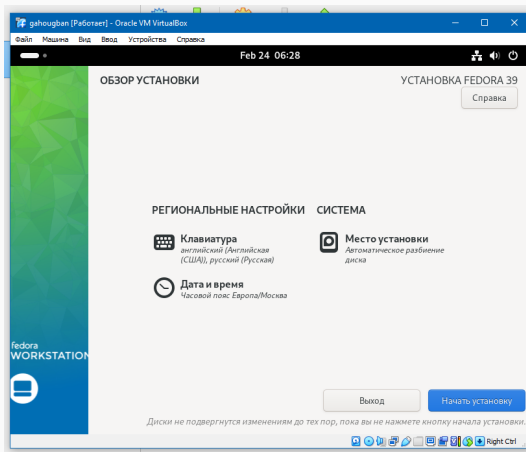 gahougban [Работает] - Oracle VM VirtualBox
Файл Машина Вид Ввод Устройства Справка
Feb 24 06:28
ОБЗОР УСТАНОВКИ
УСТАНОВКА FEDORA 39
Справка
РЕГИОНАЛЬНЫЕ НАСТРОЙКИ
СИСТЕМА
Клавиатура
английский (Английская
(США)), русский (Русская)
Место установки
Автоматическое разбиение
диска
Дата и время
Часовой пояс Европа/Москва
fedora
WORKSTATION
Выход
Начать установку
Диски не подвергнутся изменениям до тех пор, пока вы не нажмете кнопку начала установки.
Right Ctrl